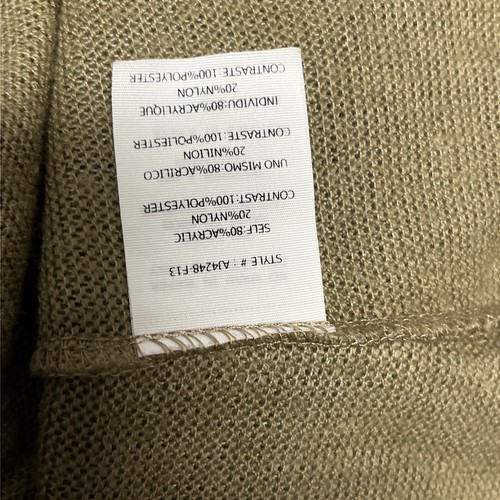 STYLE # : AJ4248-F13
SELF:80%ACRYLIC
20%NYLON
CONTRAST:100%POLYESTER
UNO MISMO:80%ACRILICO
20%NILION
CONTRASTE:100%POLIESTER
INDIVIDU:80%ACRYLIQUE
20%NYLON
CONTRASTE:100%POLYESTER